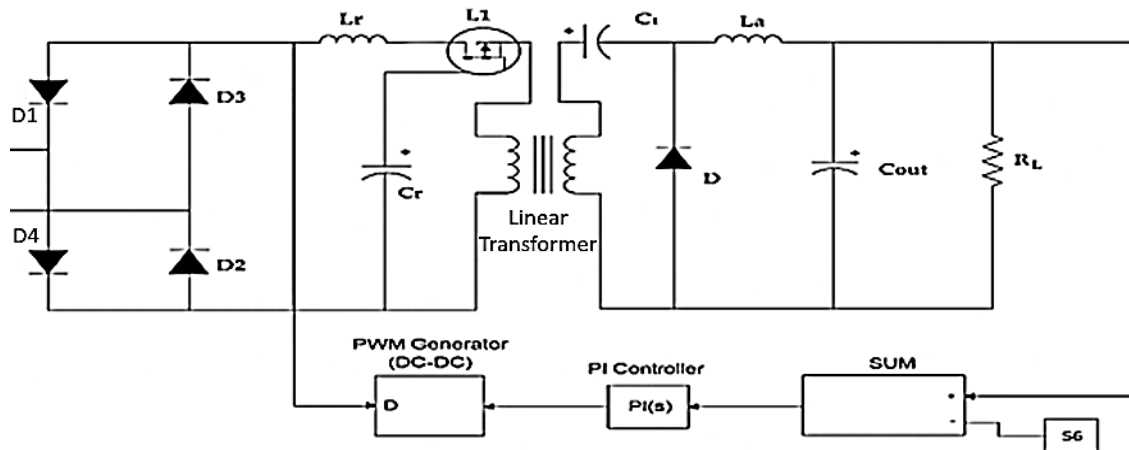 Lr
L1
C1
La
D1
D3
Cr
Linear
Transformer
D
Cout
RL
D4
D2
PWM Generator
(DC-DC)
D
PI Controller
PI(s)
SUM
+
-
S6